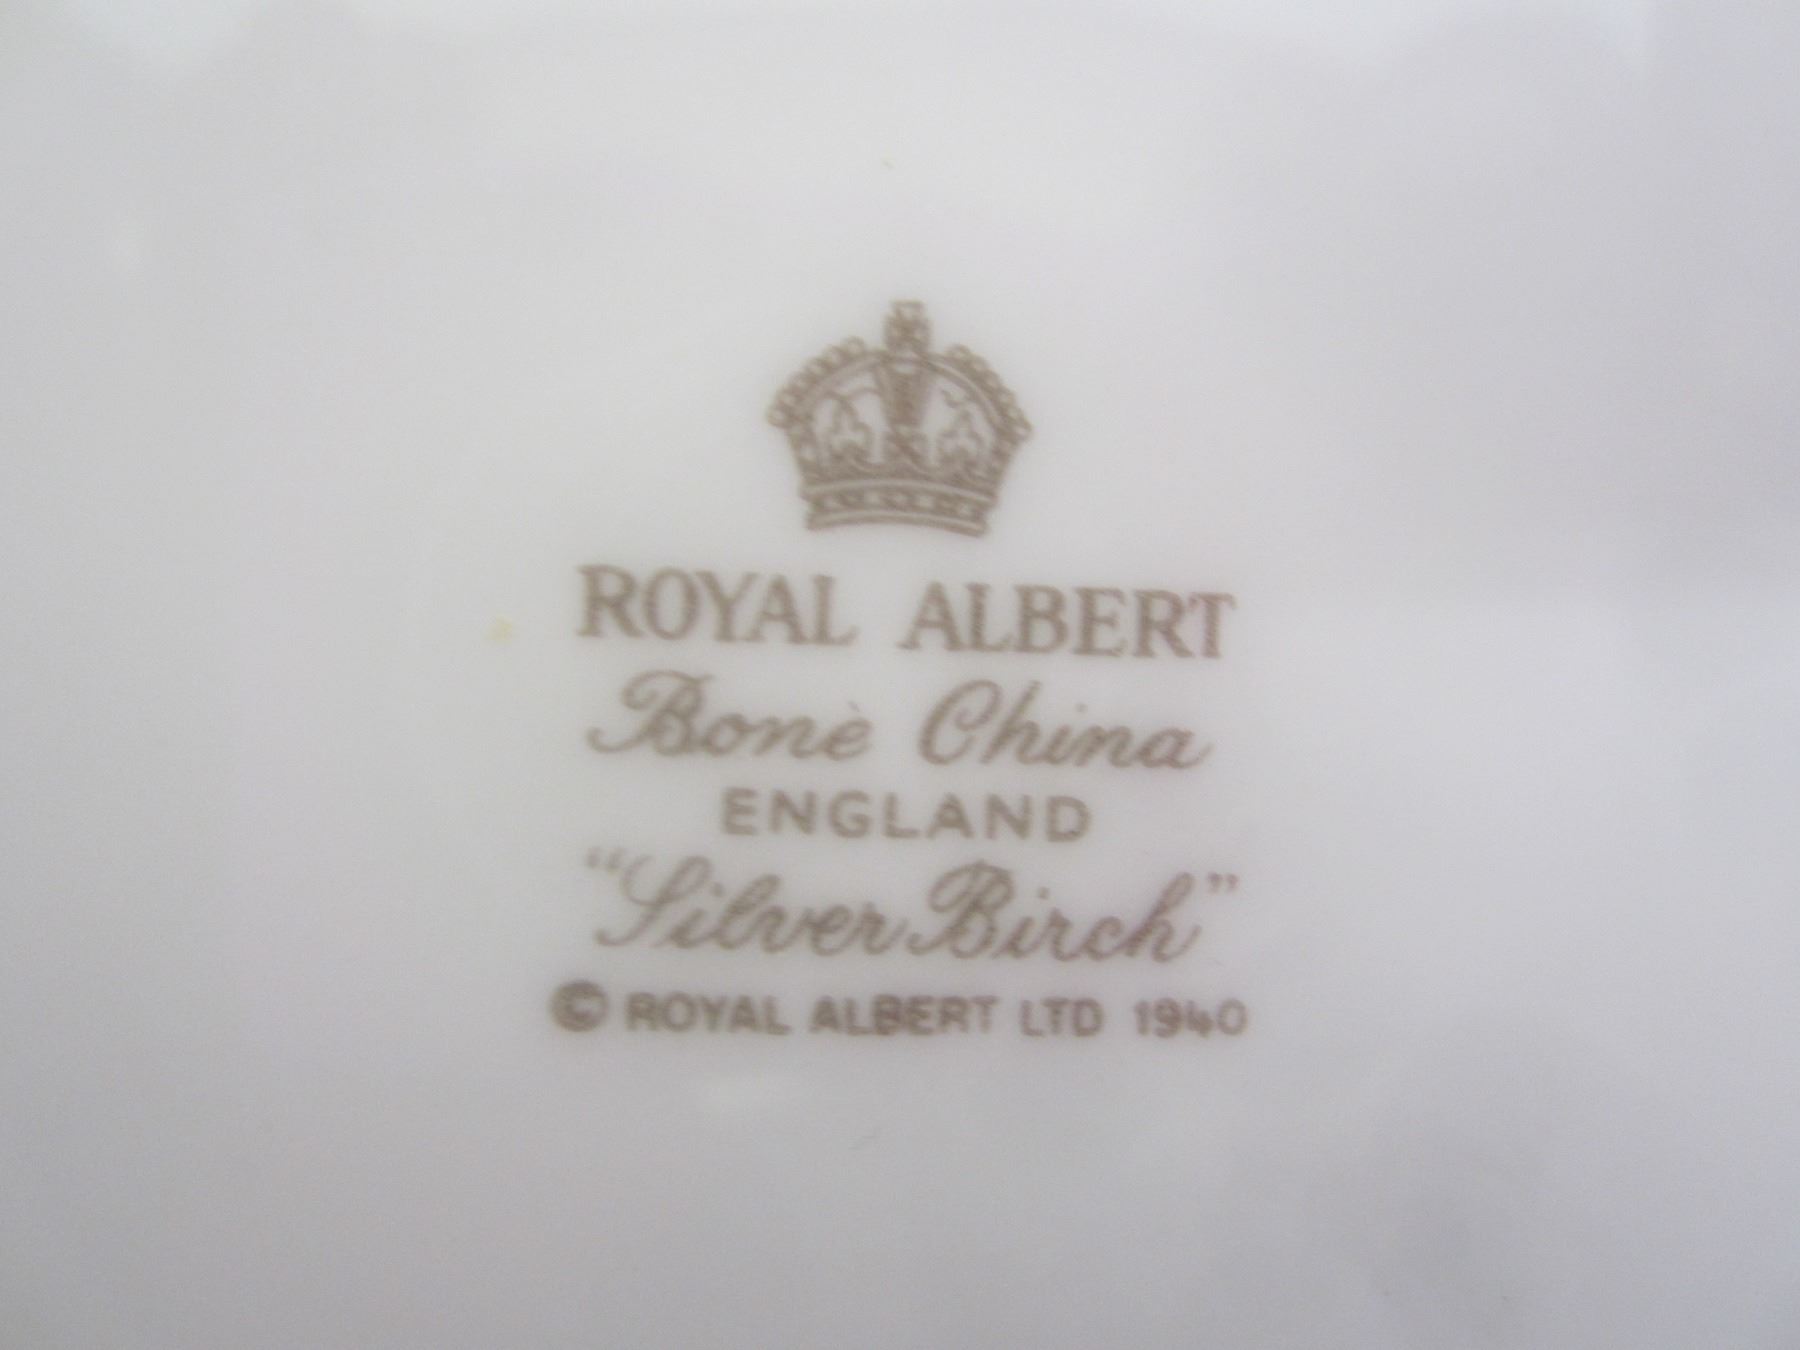 ROYAL ALBERT
Bonè China
ENGLAND
“Silver Birch”
© ROYAL ALBERT LTD 1940